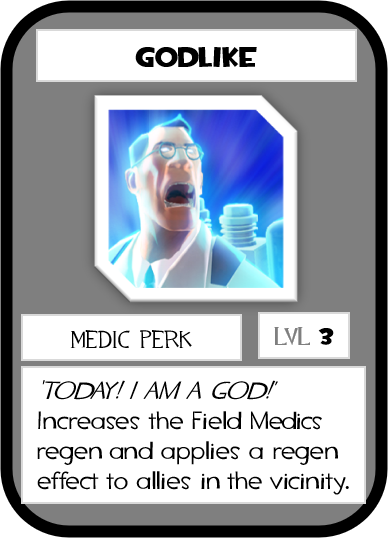 GODLIKE
MEDIC PERK
LVL 3
'TODAY! I AM A GOD!"
Increases the Field Medics
regen and applies a regen
effect to allies in the vicinity.